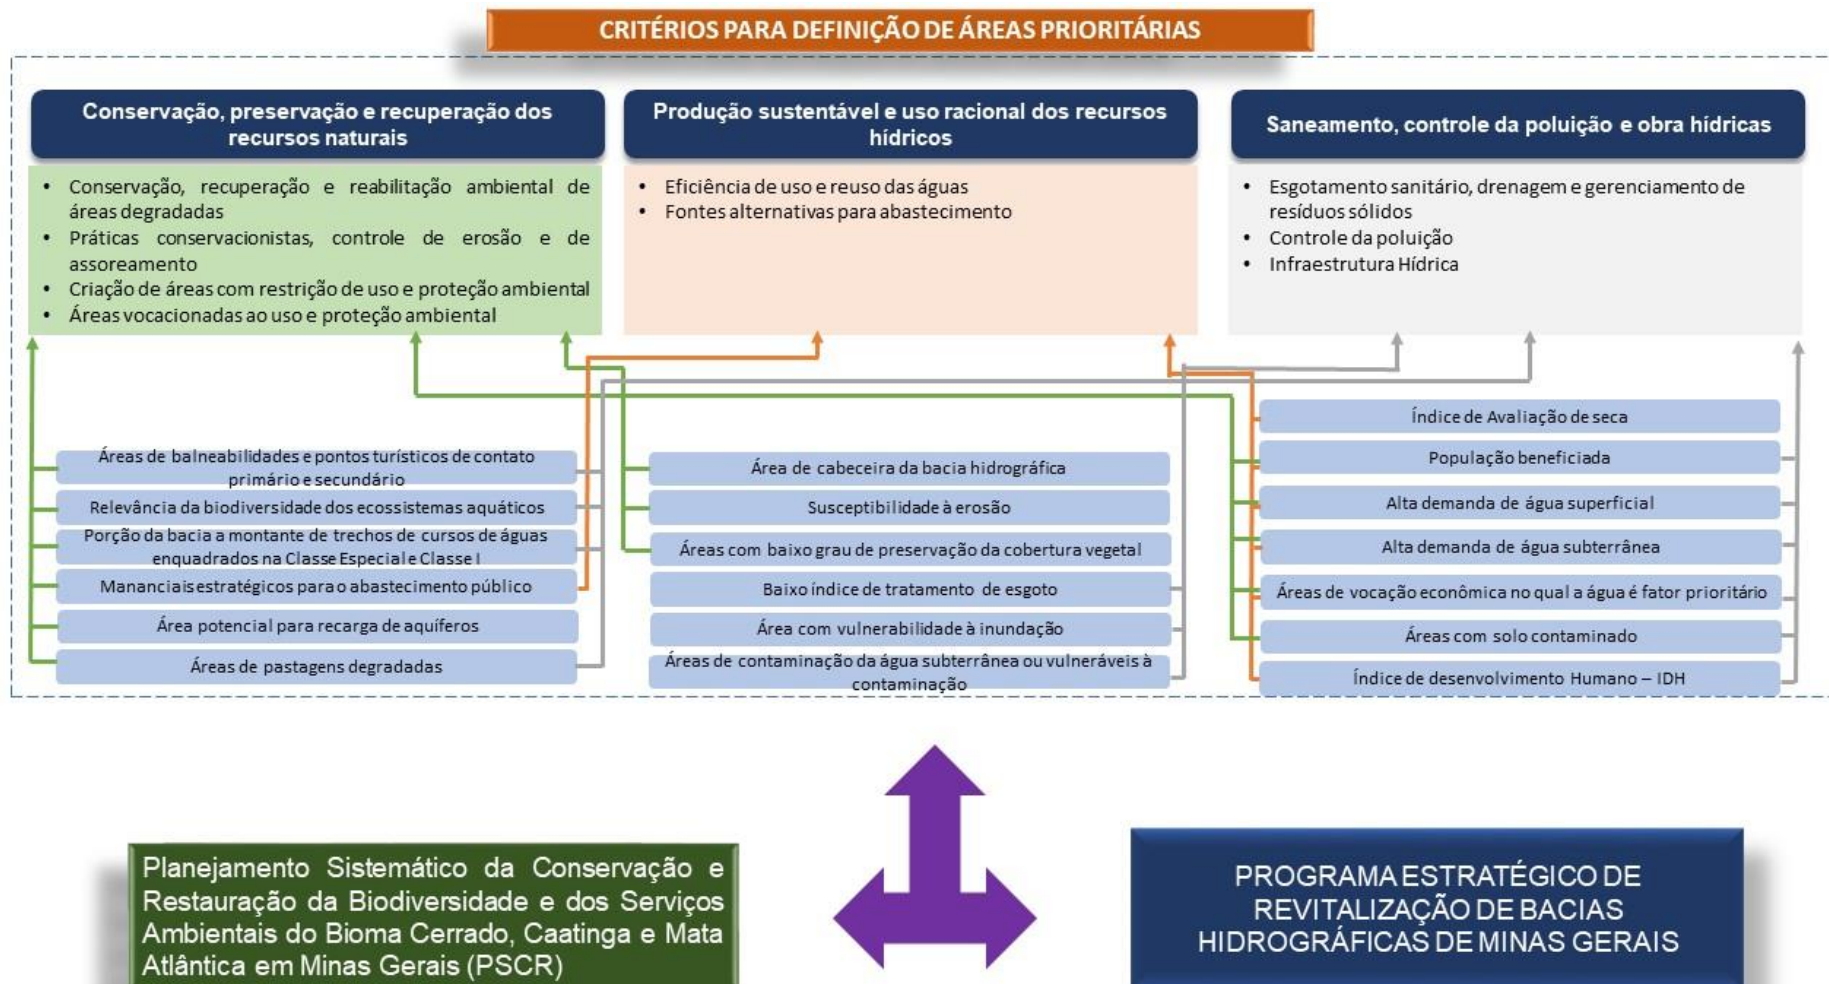 CRITÉRIOS PARA DEFINIÇÃO DE ÁREAS PRIORITÁRIAS
Conservação, preservação e recuperação dos
recursos naturais
• Conservação, recuperação e reabilitação ambiental de
áreas degradadas
• Práticas conservacionistas, controle de erosão e de
assoreamento
• Criação de áreas com restrição de uso e proteção ambiental
• Áreas vocacionadas ao uso e proteção ambiental
Produção sustentável e uso racional dos recursos
hídricos
• Eficiência de uso e reuso das águas
• Fontes alternativas para abastecimento
Saneamento, controle da poluição e obra hídricas
• Esgotamento sanitário, drenagem e gerenciamento de
resíduos sólidos
• Controle da poluição
• Infraestrutura Hídrica
Áreas de balneabilidades e pontos turísticos de contato
primário e secundário
Relevância da biodiversidade dos ecossistemas aquáticos
Porção da bacia a montante de trechos de cursos de águas
enquadrados na Classe Especial e Classe I
Mananciais estratégicos para o abastecimento público
Área potencial para recarga de aquíferos
Áreas de pastagens degradadas
Área de cabeceira da bacia hidrográfica
Susceptibilidade à erosão
Áreas com baixo grau de preservação da cobertura vegetal
Baixo índice de tratamento de esgoto
Área com vulnerabilidade à inundação
Áreas de contaminação da água subterrânea ou vulneráveis à
contaminação
Índice de Avaliação de seca
População beneficiada
Alta demanda de água superficial
Alta demanda de água subterrânea
Áreas de vocação econômica no qual a água é fator prioritário
Áreas com solo contaminado
Índice de desenvolvimento Humano – IDH
Planejamento Sistemático da Conservação e
Restauração da Biodiversidade e dos Serviços
Ambientais do Bioma Cerrado, Caatinga e Mata
Atlântica em Minas Gerais (PSCR)
PROGRAMA ESTRATÉGICO DE
REVITALIZAÇÃO DE BACIAS
HIDROGRÁFICAS DE MINAS GERAIS